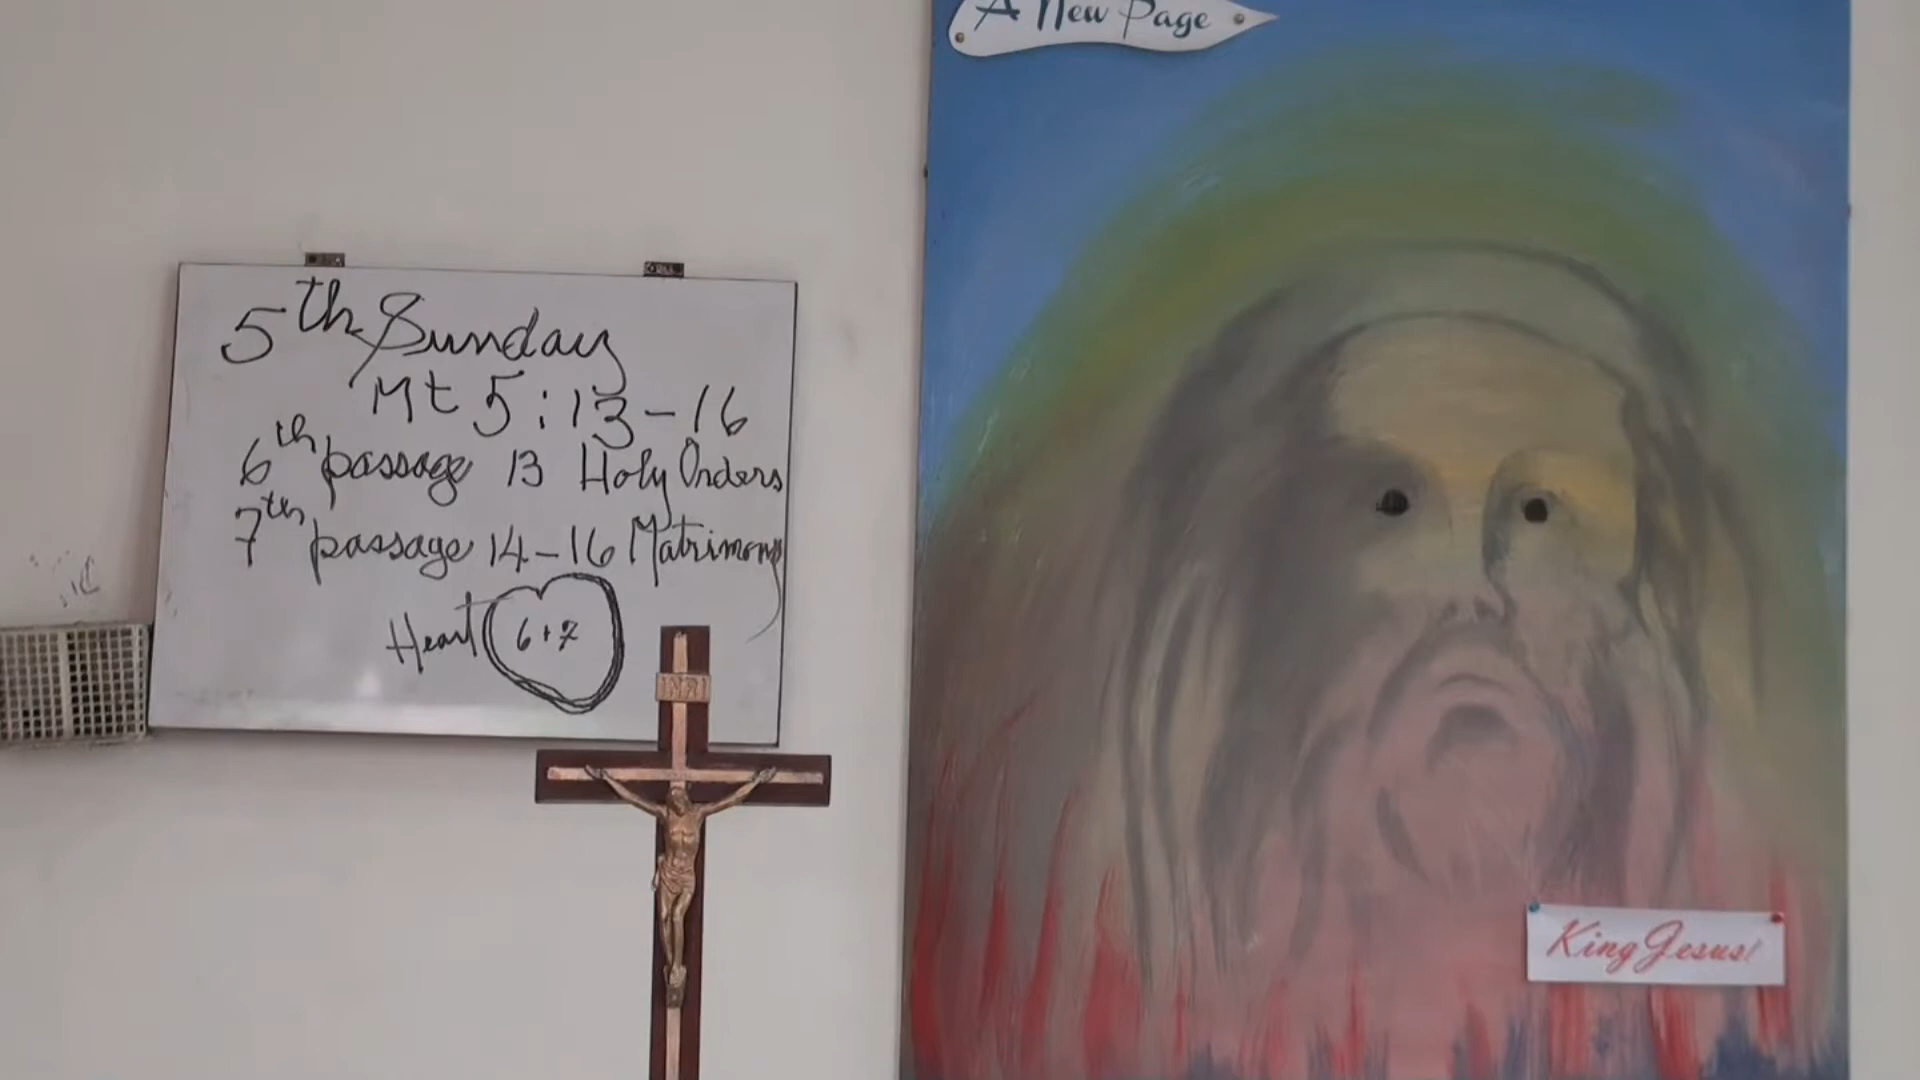 A New Page
5th Sunday
Mt 5:13-16
6th passage 13 Holy Orders
7th passage 14-16 Matrimony
Heart 6+7
INRI
King Jesus!